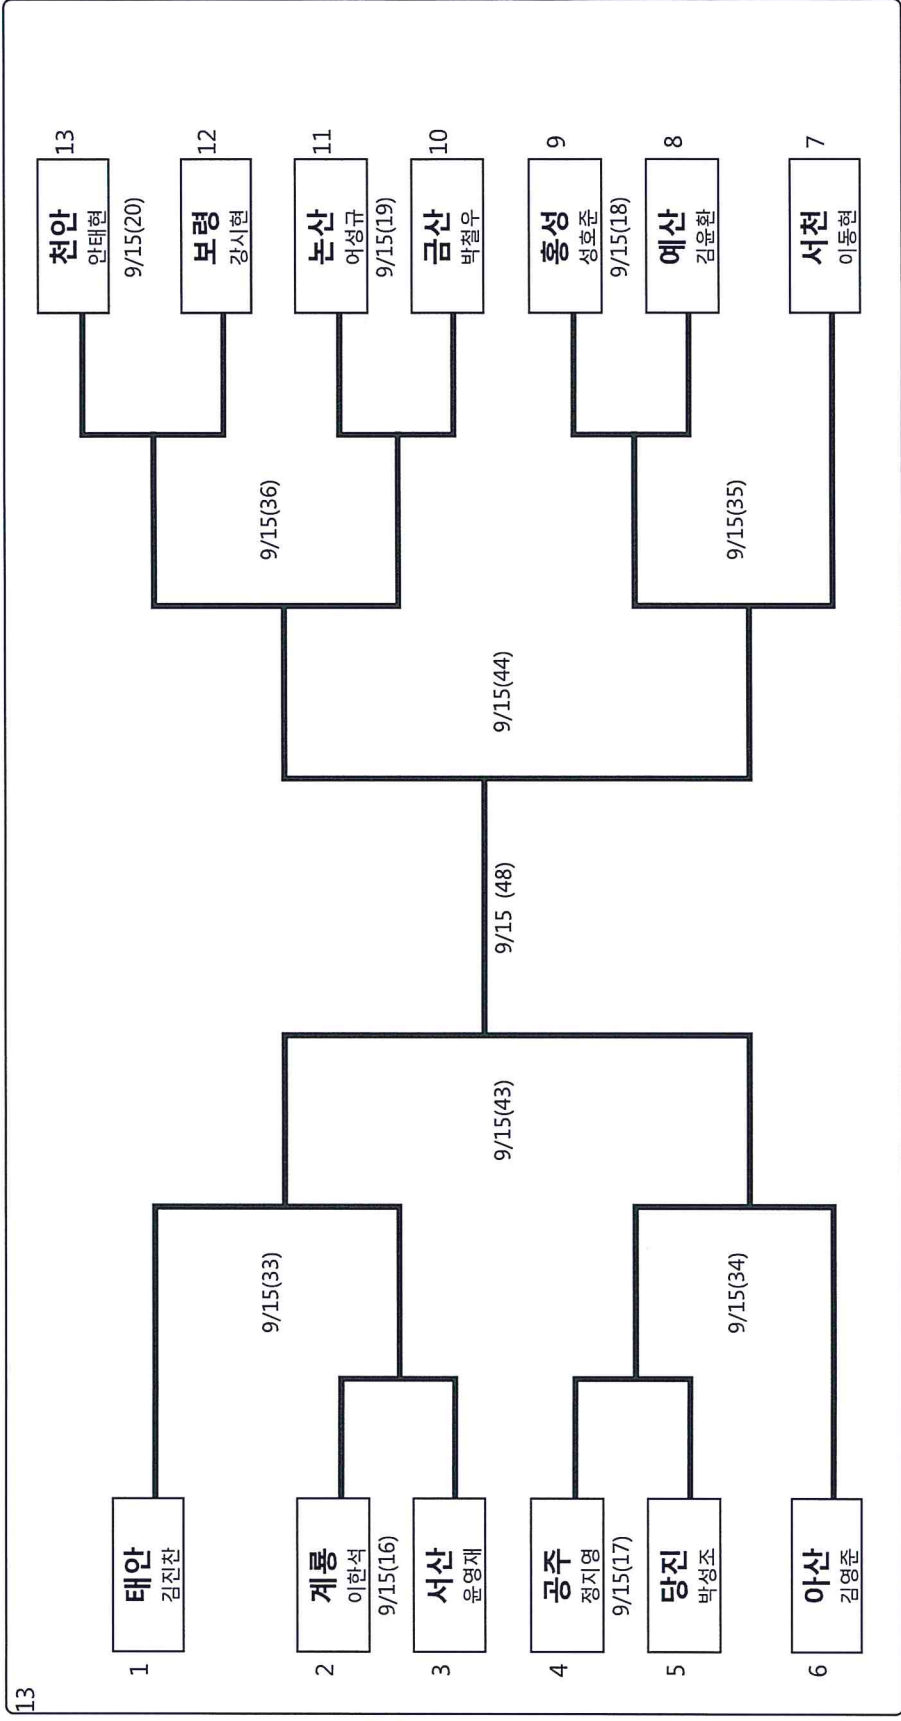 13
1
태안
김진찬
9/15(33)
2
계룡
이한석
9/15(16)
3
서산
윤영재
9/15(43)
4
공주
정지영
9/15(17)
5
당진
박성조
9/15(34)
6
아산
김영준
9/15 (48)
천안
안태현
13
9/15(20)
보령
강시현
12
9/15(36)
논산
어성규
11
9/15(19)
금산
박철우
10
9/15(44)
홍성
성호준
9
9/15(18)
예산
김윤환
8
9/15(35)
서천
이동현
7